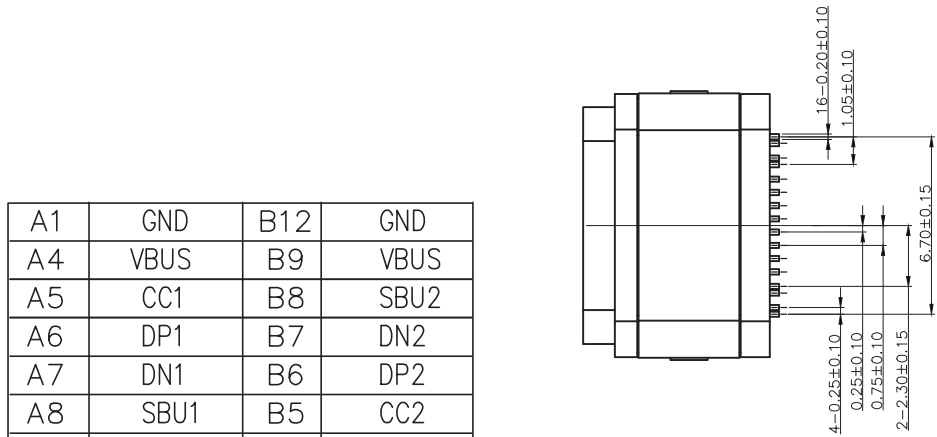 A1 GND B12 GND
A4 VBUS B9 VBUS
A5 CC1 B8 SBU2
A6 DP1 B7 DN2
A7 DN1 B6 DP2
A8 SBU1 B5 CC2
16-0.20±0.10
1.05±0.10
6.70±0.15
4-0.25±0.10
0.25±0.10
0.75±0.10
2-2.30±0.15